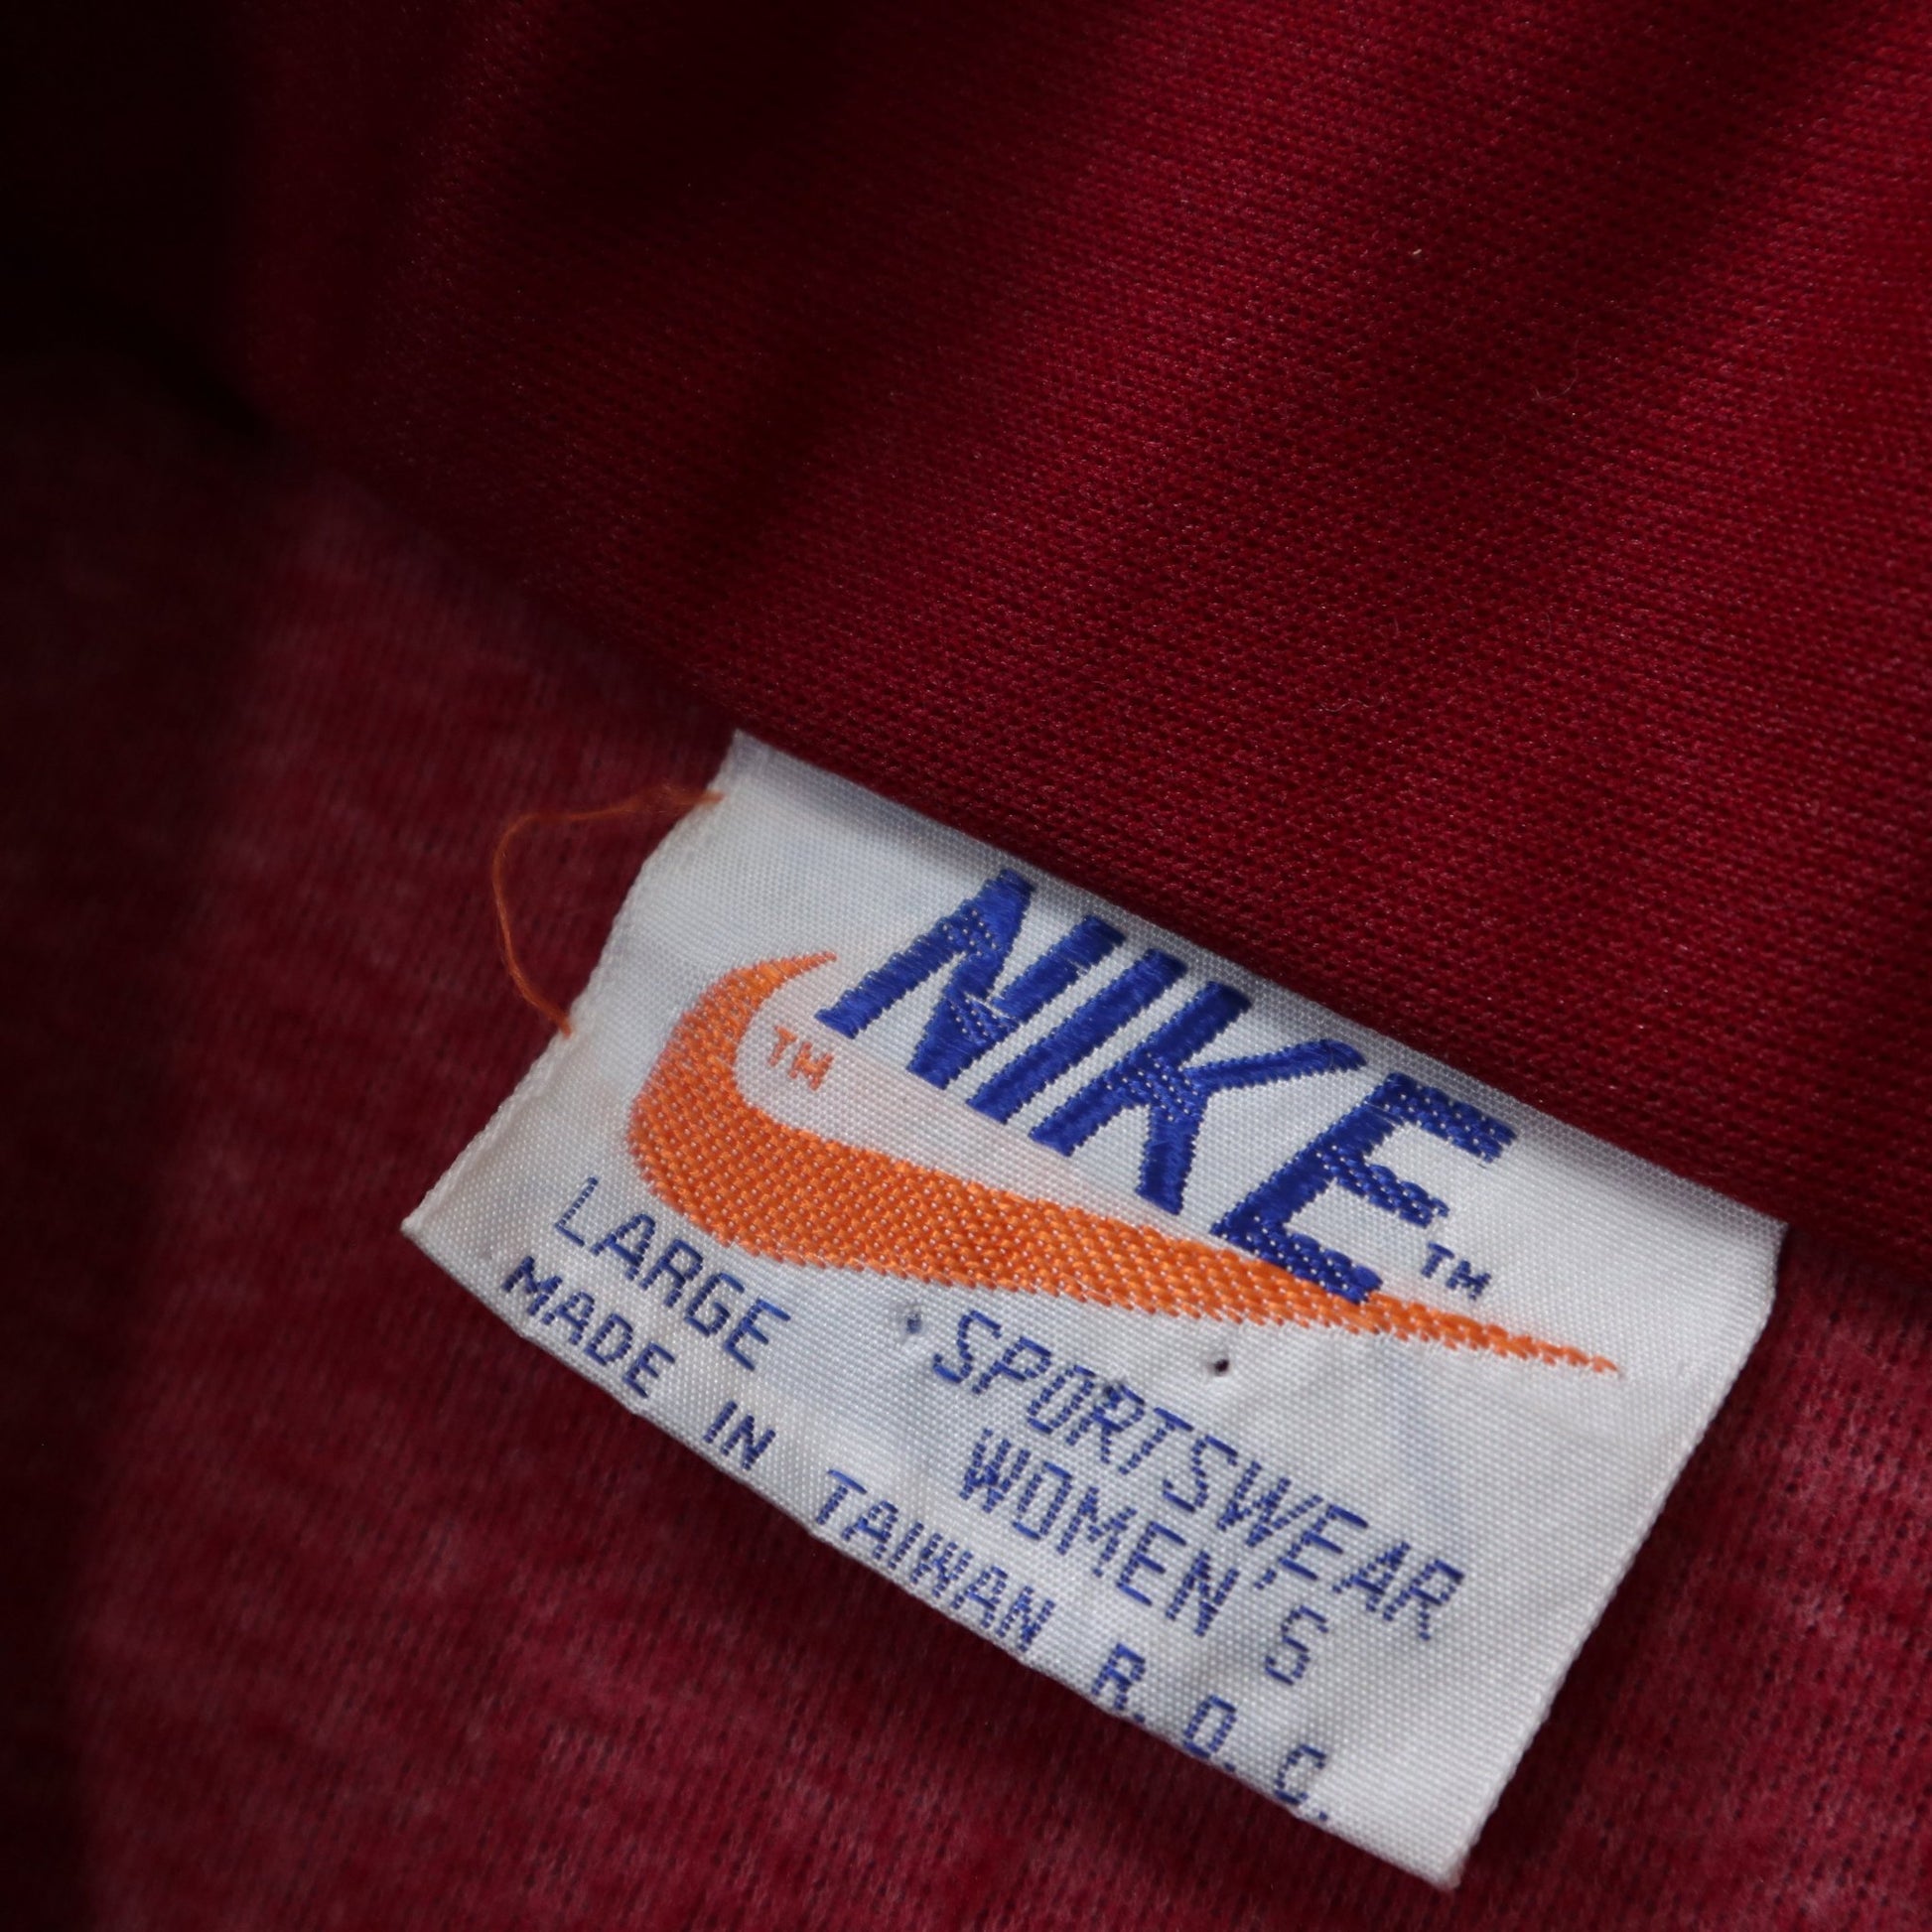 NIKE™
™
LARGE SPORTSWEAR
WOMEN'S
MADE IN TAIWAN R.O.C.